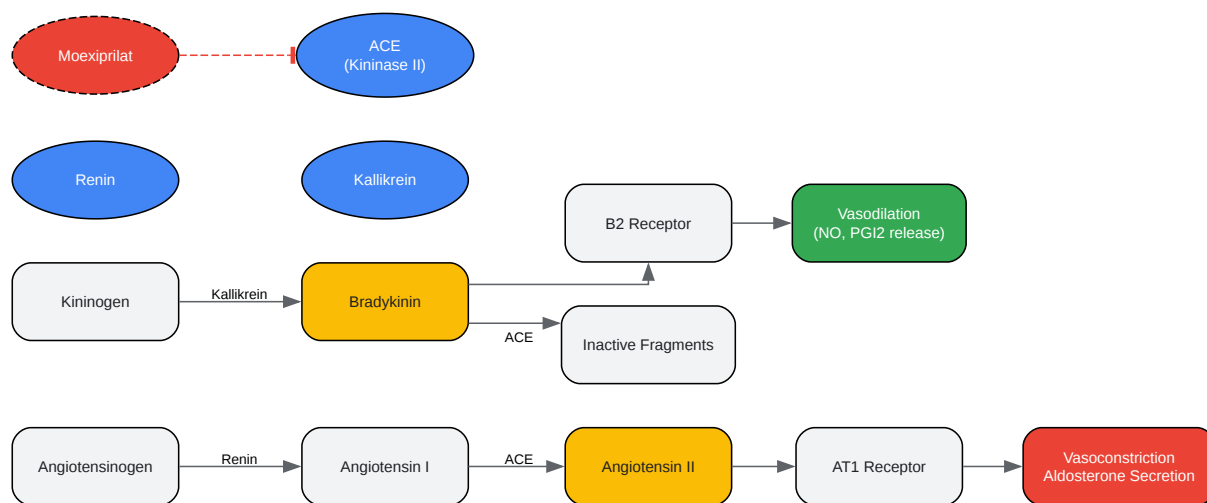 Moexiprilat
ACE
(Kininase II)
Renin
Kallikrein
B2 Receptor
Vasodilation
(NO, PGI2 release)
Kininogen
Kallikrein
Bradykinin
ACE
Inactive Fragments
Angiotensinogen
Renin
Angiotensin I
ACE
Angiotensin II
AT1 Receptor
Vasoconstriction
Aldosterone Secretion